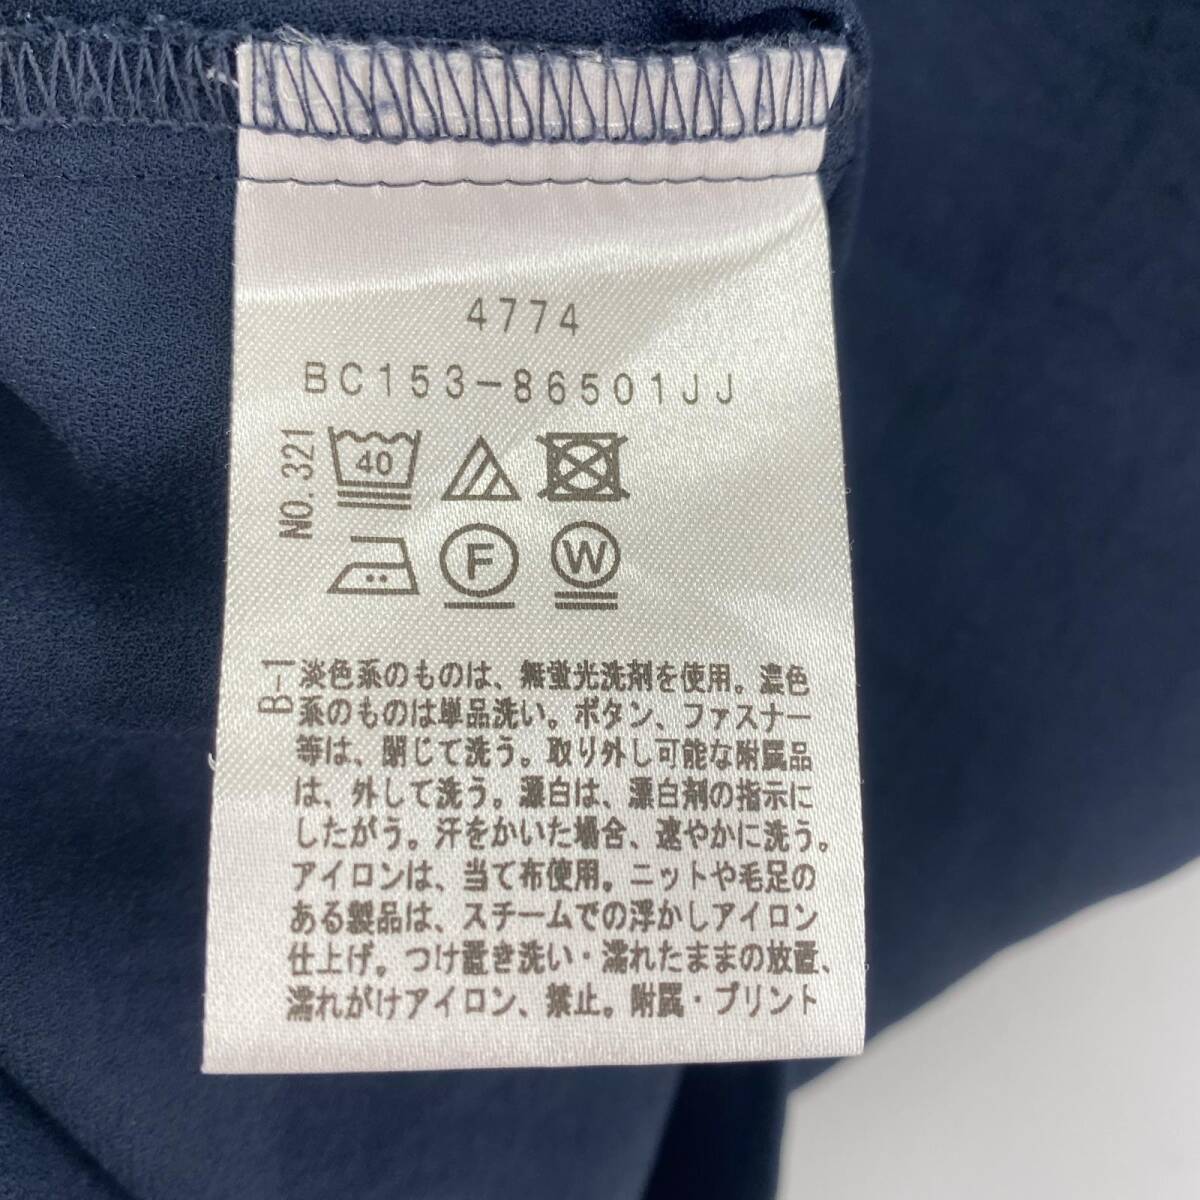 4774
BC153-86501JJ
NO.321
40
F
W
B-1
淡色系のものは、無蛍光洗剤を使用。濃色
系のものは単品洗い。ボタン、ファスナー
等は、閉じて洗う。取り外し可能な附属品
は、外して洗う。漂白は、漂白剤の指示に
したがう。汗をかいた場合、速やかに洗う。
アイロンは、当て布使用。ニットや毛足の
ある製品は、スチームでの浮かしアイロン
仕上げ。つけ置き洗い・濡れたままの放置、
濡れがけアイロン、禁止。附属・プリント